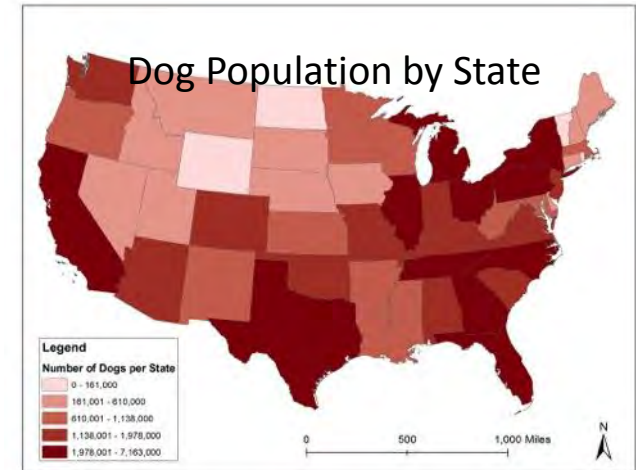 Dog Population by State
Legend
Number of Dogs per State
0 - 161,000
161,001 - 610,000
610,001 - 1,138,000
1,138,001 - 1,978,000
1,978,001 - 7,163,000
0 500 1,000 Miles
N